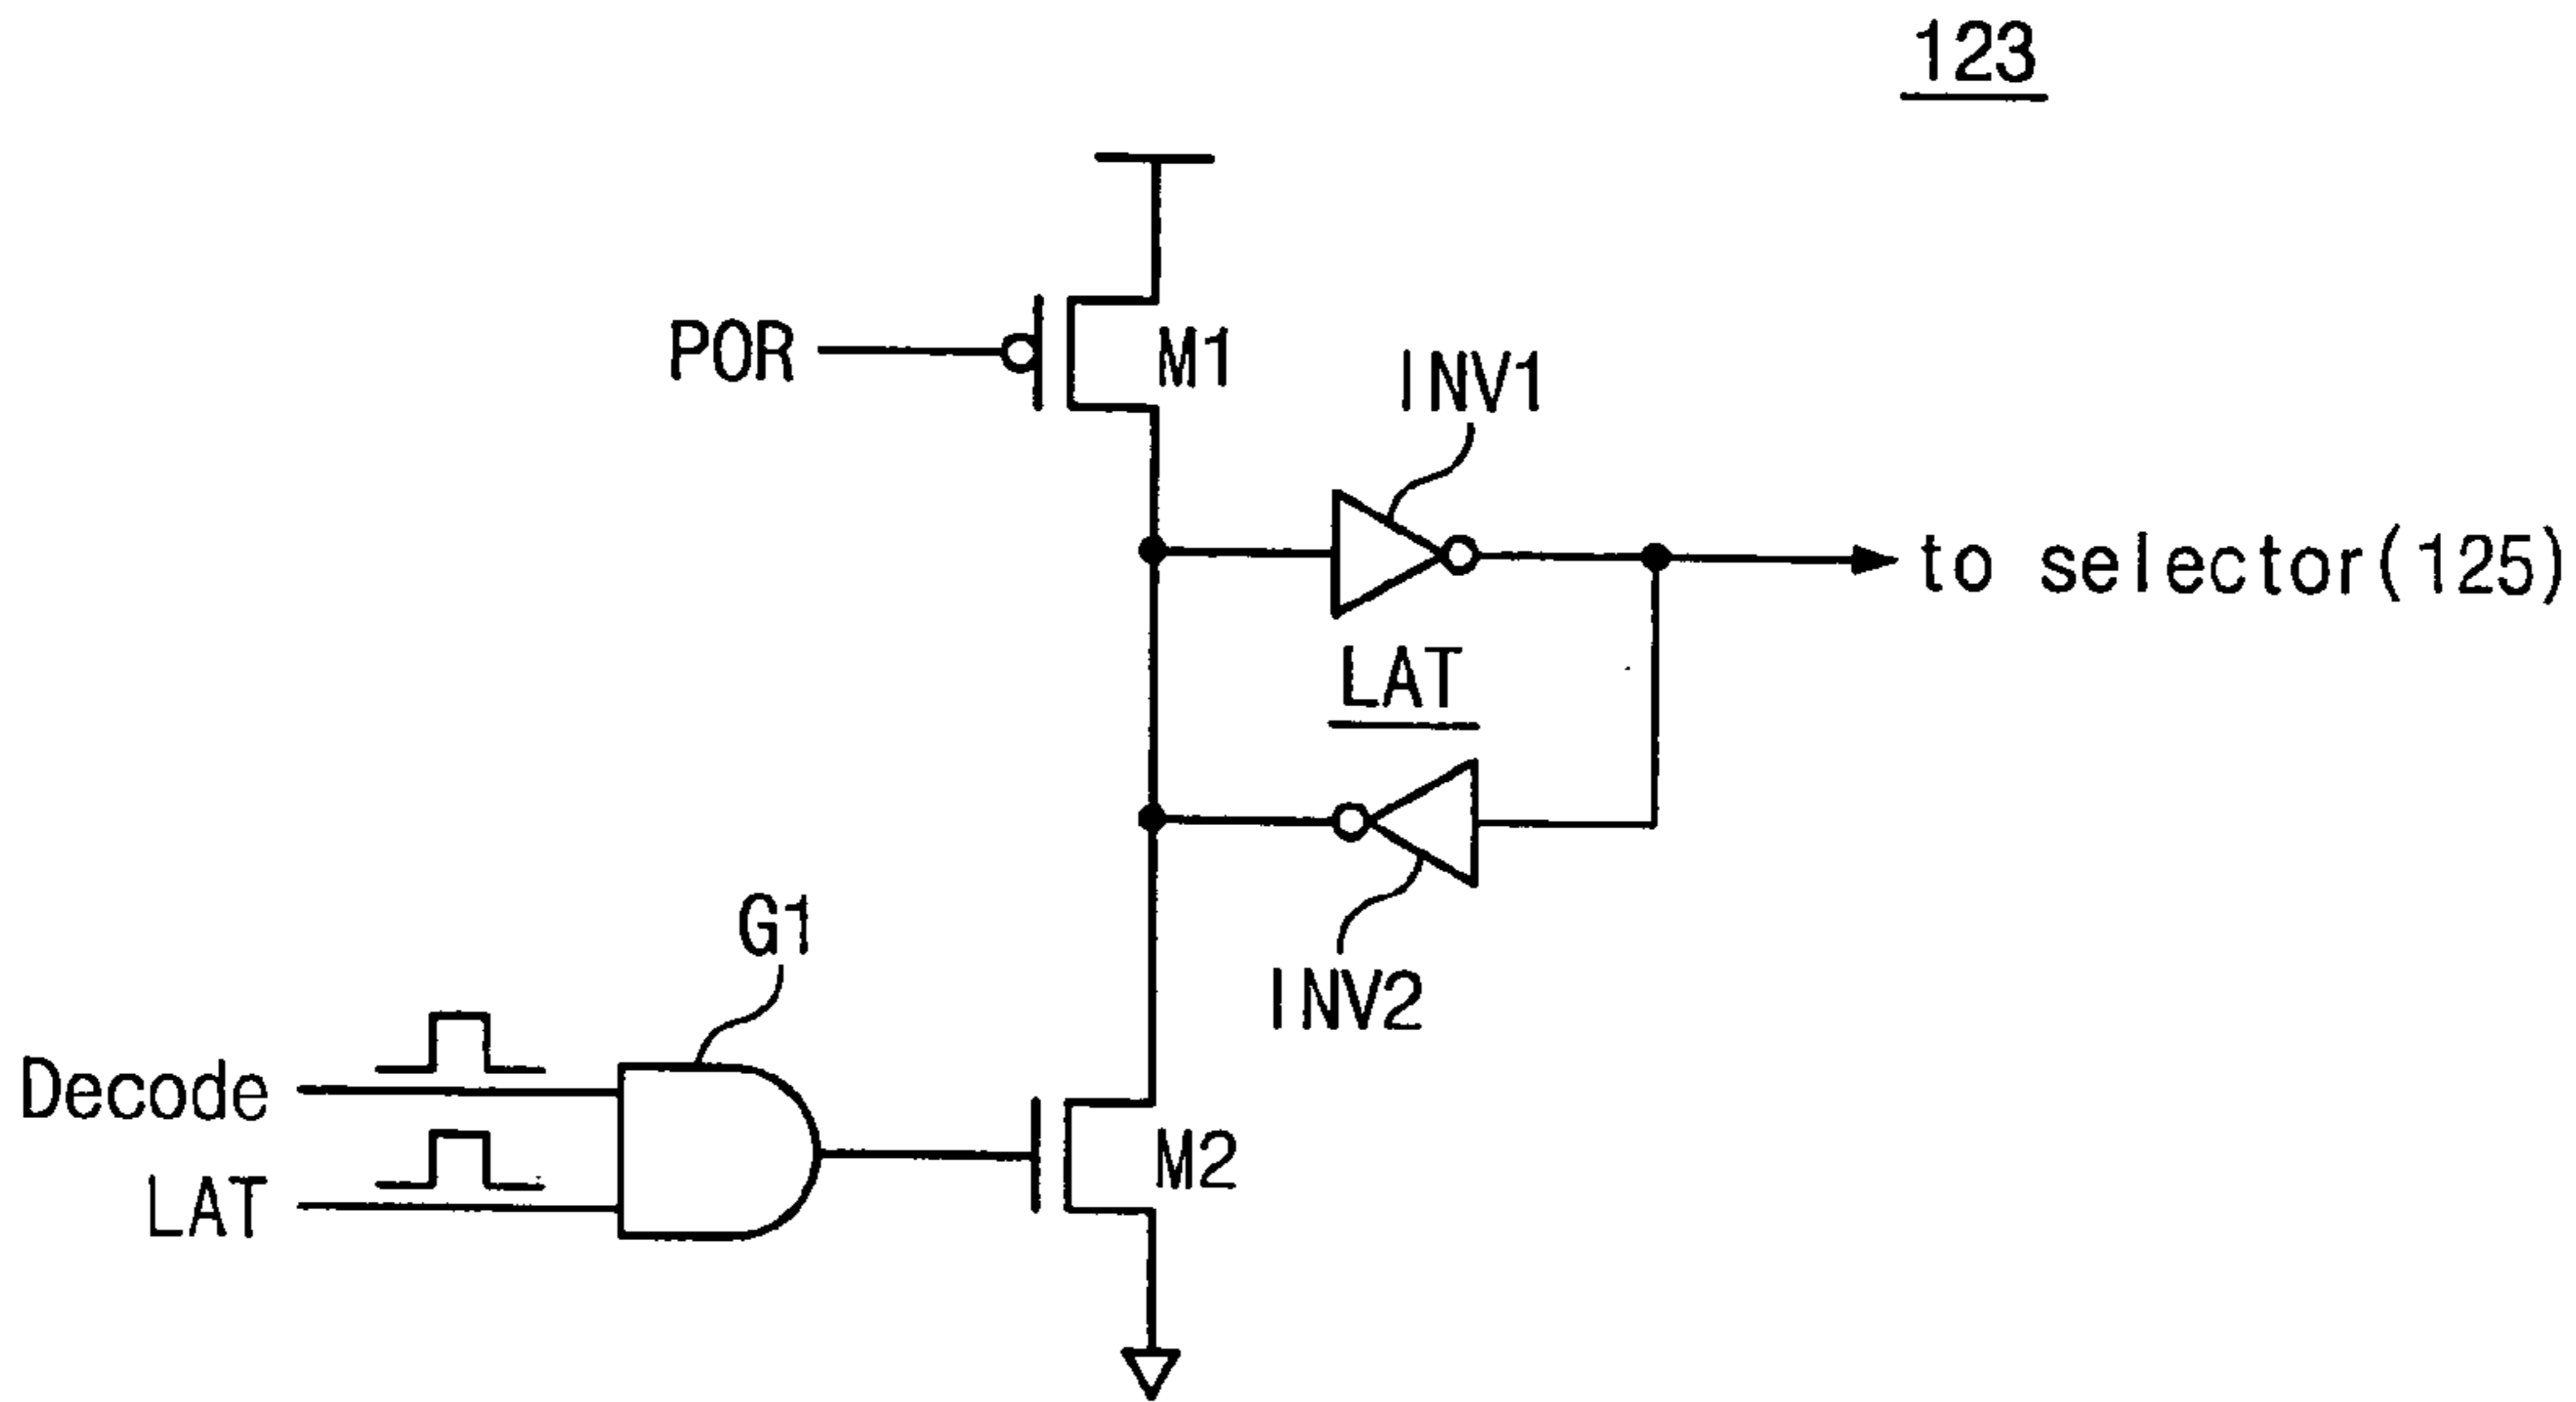 123
POR
M1
INV1
to selector(125)
LAT
INV2
G1
Decode
LAT
M2